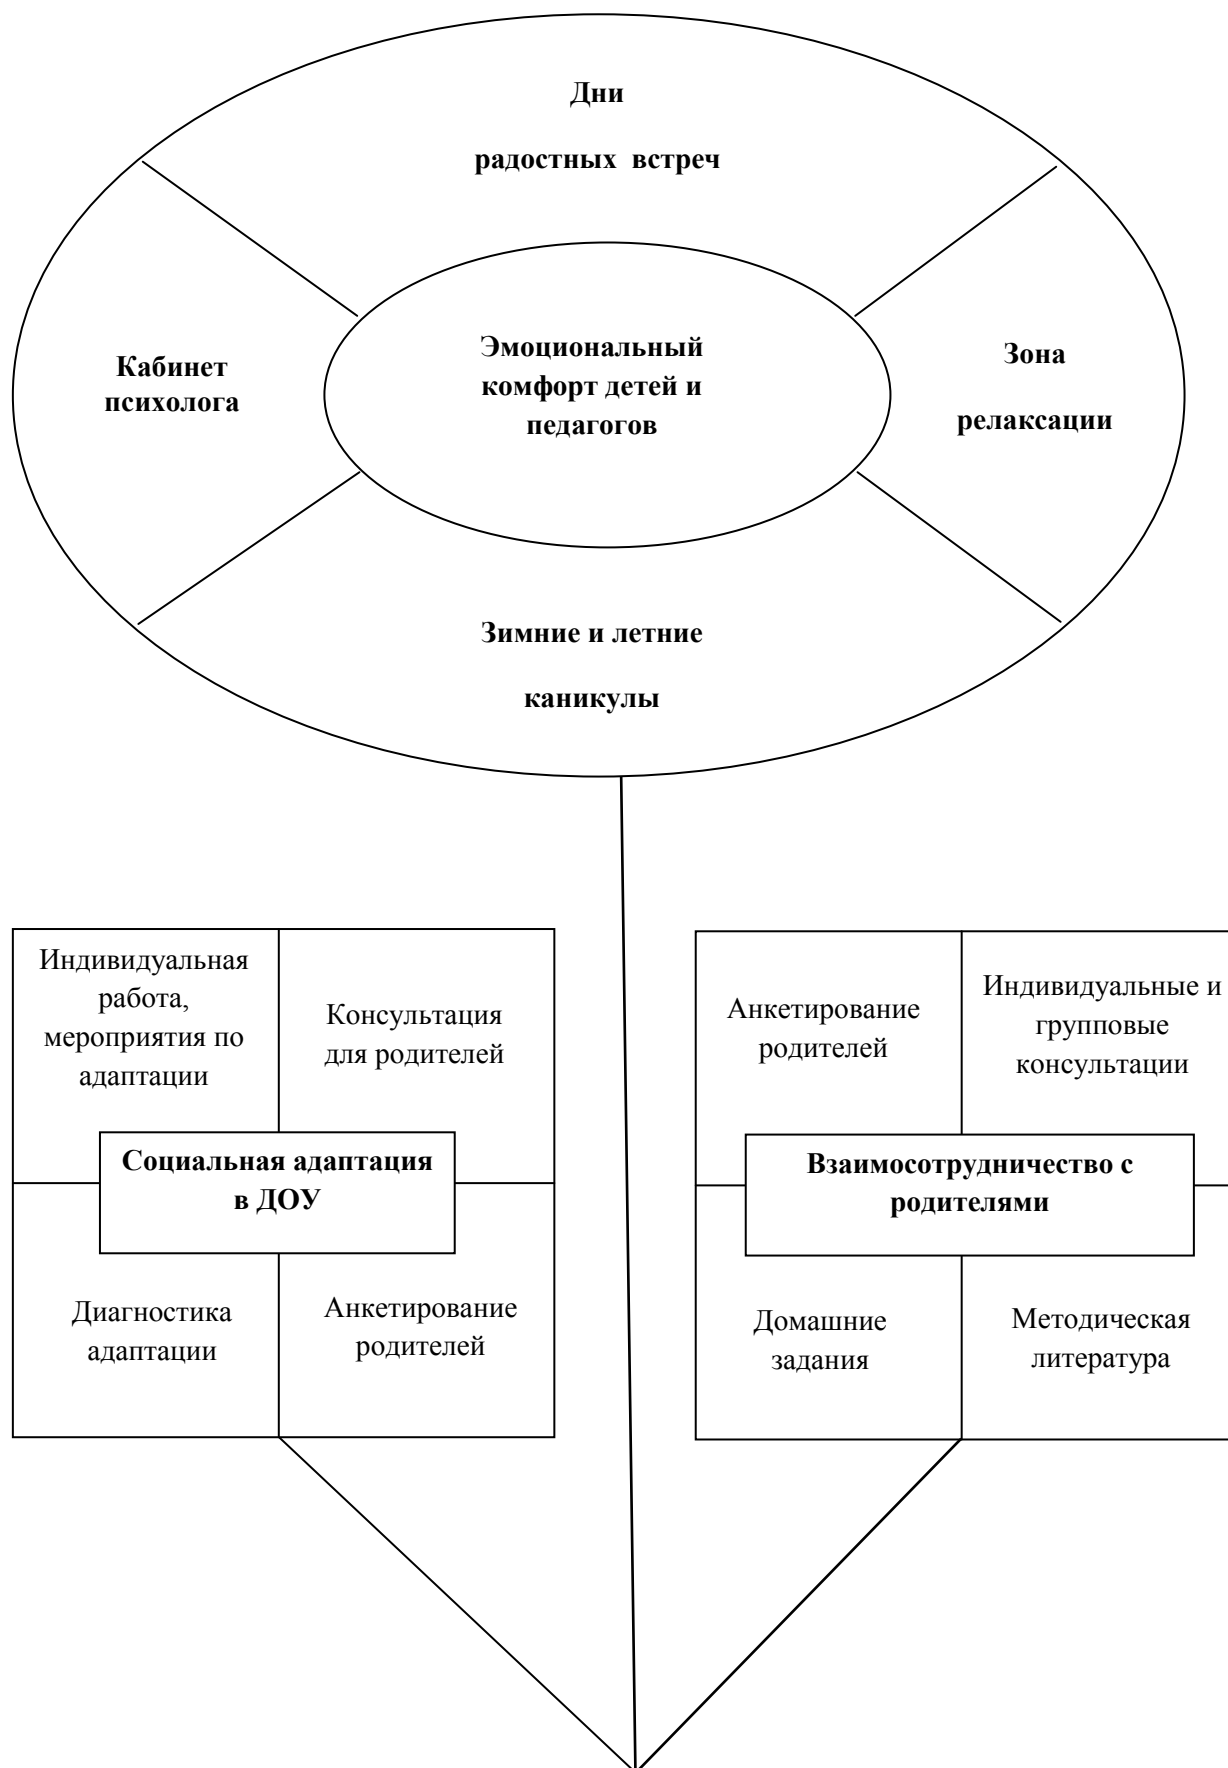 Дни
радостных встреч
Кабинет
психолога
Эмоциональный
комфорт детей и
педагогов
Зона
релаксации
Зимние и летние
каникулы
Индивидуальная
работа,
мероприятия по
адаптации
Консультация
для родителей
Социальная адаптация
в ДОУ
Диагностика
адаптации
Анкетирование
родителей
Анкетирование
родителей
Индивидуальные и
групповые
консультации
Взаимосотрудничество с
родителями
Домашние
задания
Методическая
литература